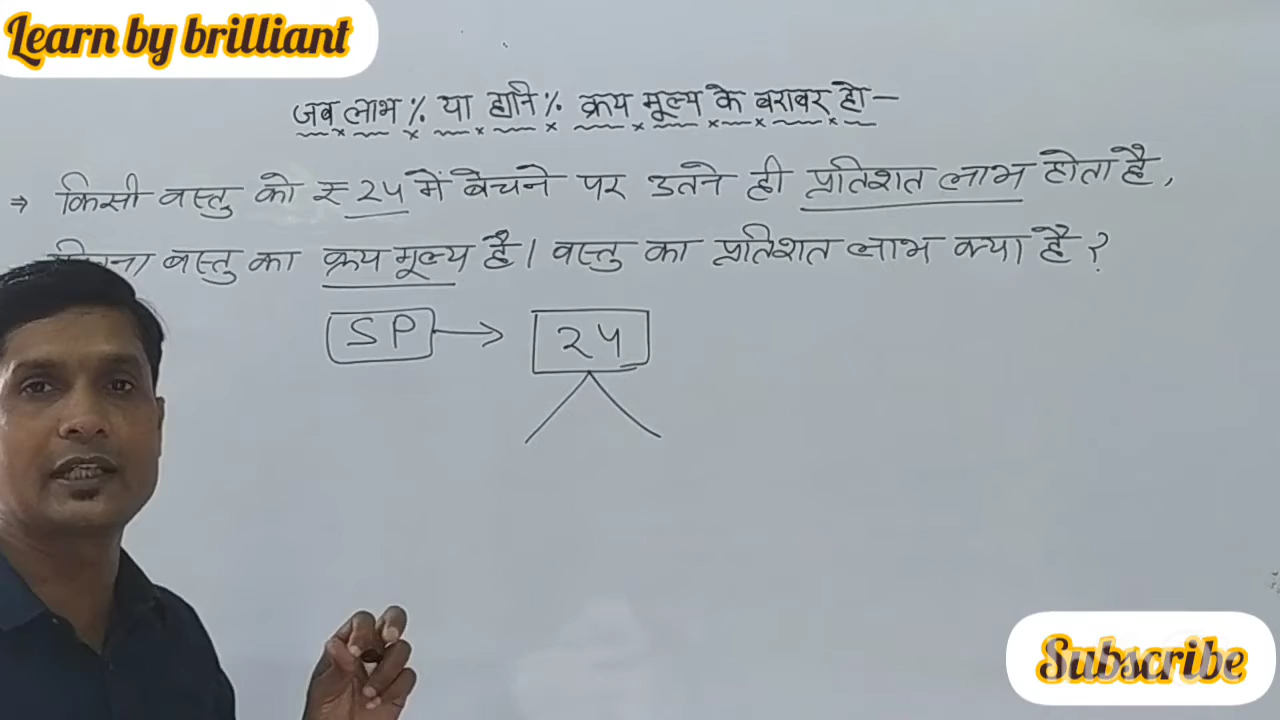 Learn by brilliant
जब लाभ % या हानि % क्रय मूल्य के बराबर हो -
⇒ किसी वस्तु को ₹ 24 में बेचने पर उतने ही प्रतिशत लाभ होता है,
वस्तु का क्रय मूल्य है। वस्तु का प्रतिशत लाभ क्या है ?
SP → 24
Subscribe